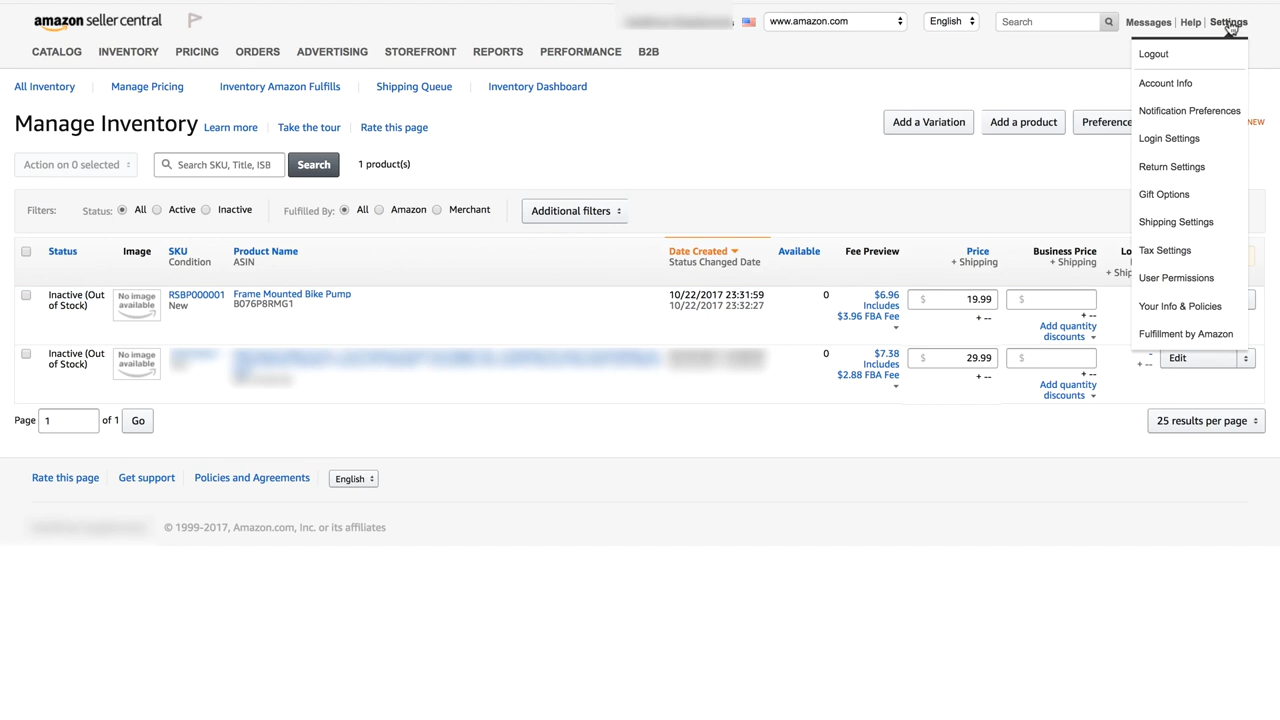 amazon seller central
www.amazon.com
English
Search
Messages | Help | Settings
CATALOG INVENTORY PRICING ORDERS ADVERTISING STOREFRONT REPORTS PERFORMANCE B2B
Logout
Account Info
Notification Preferences
Login Settings
Return Settings
Gift Options
Shipping Settings
Tax Settings
User Permissions
Your Info & Policies
Fulfillment by Amazon
All Inventory Manage Pricing Inventory Amazon Fulfills Shipping Queue Inventory Dashboard
Manage Inventory Learn more Take the tour Rate this page
Add a Variation Add a product NEW
Action on 0 selected Search SKU, Title, ISB Search 1 product(s)
Filters: Status: All Active Inactive Fulfilled By: All Amazon Merchant Additional filters
Status Image SKU Product Name Date Created Available Fee Preview Price Business Price
Condition ASIN Status Changed Date + Shipping + Shipping
Inactive (Out of Stock) No image available RSBP000001 Frame Mounted Bike Pump 10/22/2017 23:31:59 0 $6.96 $ 19.99 $
New B076P8RMG1 10/22/2017 23:32:27 Includes
$3.96 FBA Fee + -- + --
Add quantity
discounts
Inactive (Out of Stock) No image available 0 $7.38 $ 29.99 $ Edit
Includes
$2.88 FBA Fee + -- + -- + --
Add quantity
discounts
Page 1 of 1 Go 25 results per page
Rate this page Get support Policies and Agreements English
© 1999-2017, Amazon.com, Inc. or its affiliates